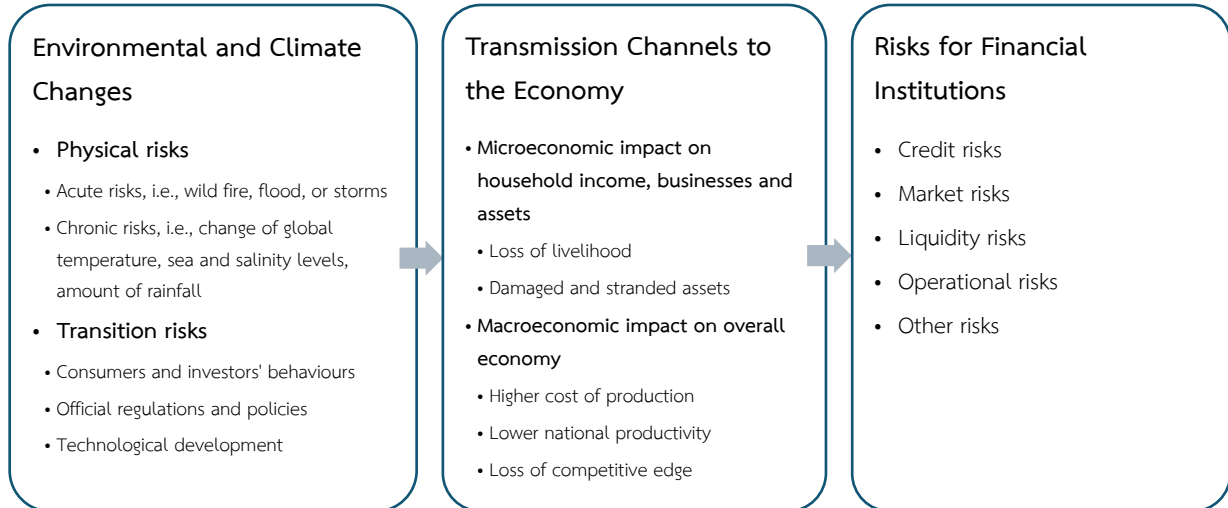 Environmental and Climate
Changes
• Physical risks
• Acute risks, i.e., wild fire, flood, or storms
• Chronic risks, i.e., change of global
temperature, sea and salinity levels,
amount of rainfall
• Transition risks
• Consumers and investors' behaviours
• Official regulations and policies
• Technological development
Transmission Channels to
the Economy
• Microeconomic impact on
household income, businesses and
assets
• Loss of livelihood
• Damaged and stranded assets
• Macroeconomic impact on overall
economy
• Higher cost of production
• Lower national productivity
• Loss of competitive edge
Risks for Financial
Institutions
• Credit risks
• Market risks
• Liquidity risks
• Operational risks
• Other risks